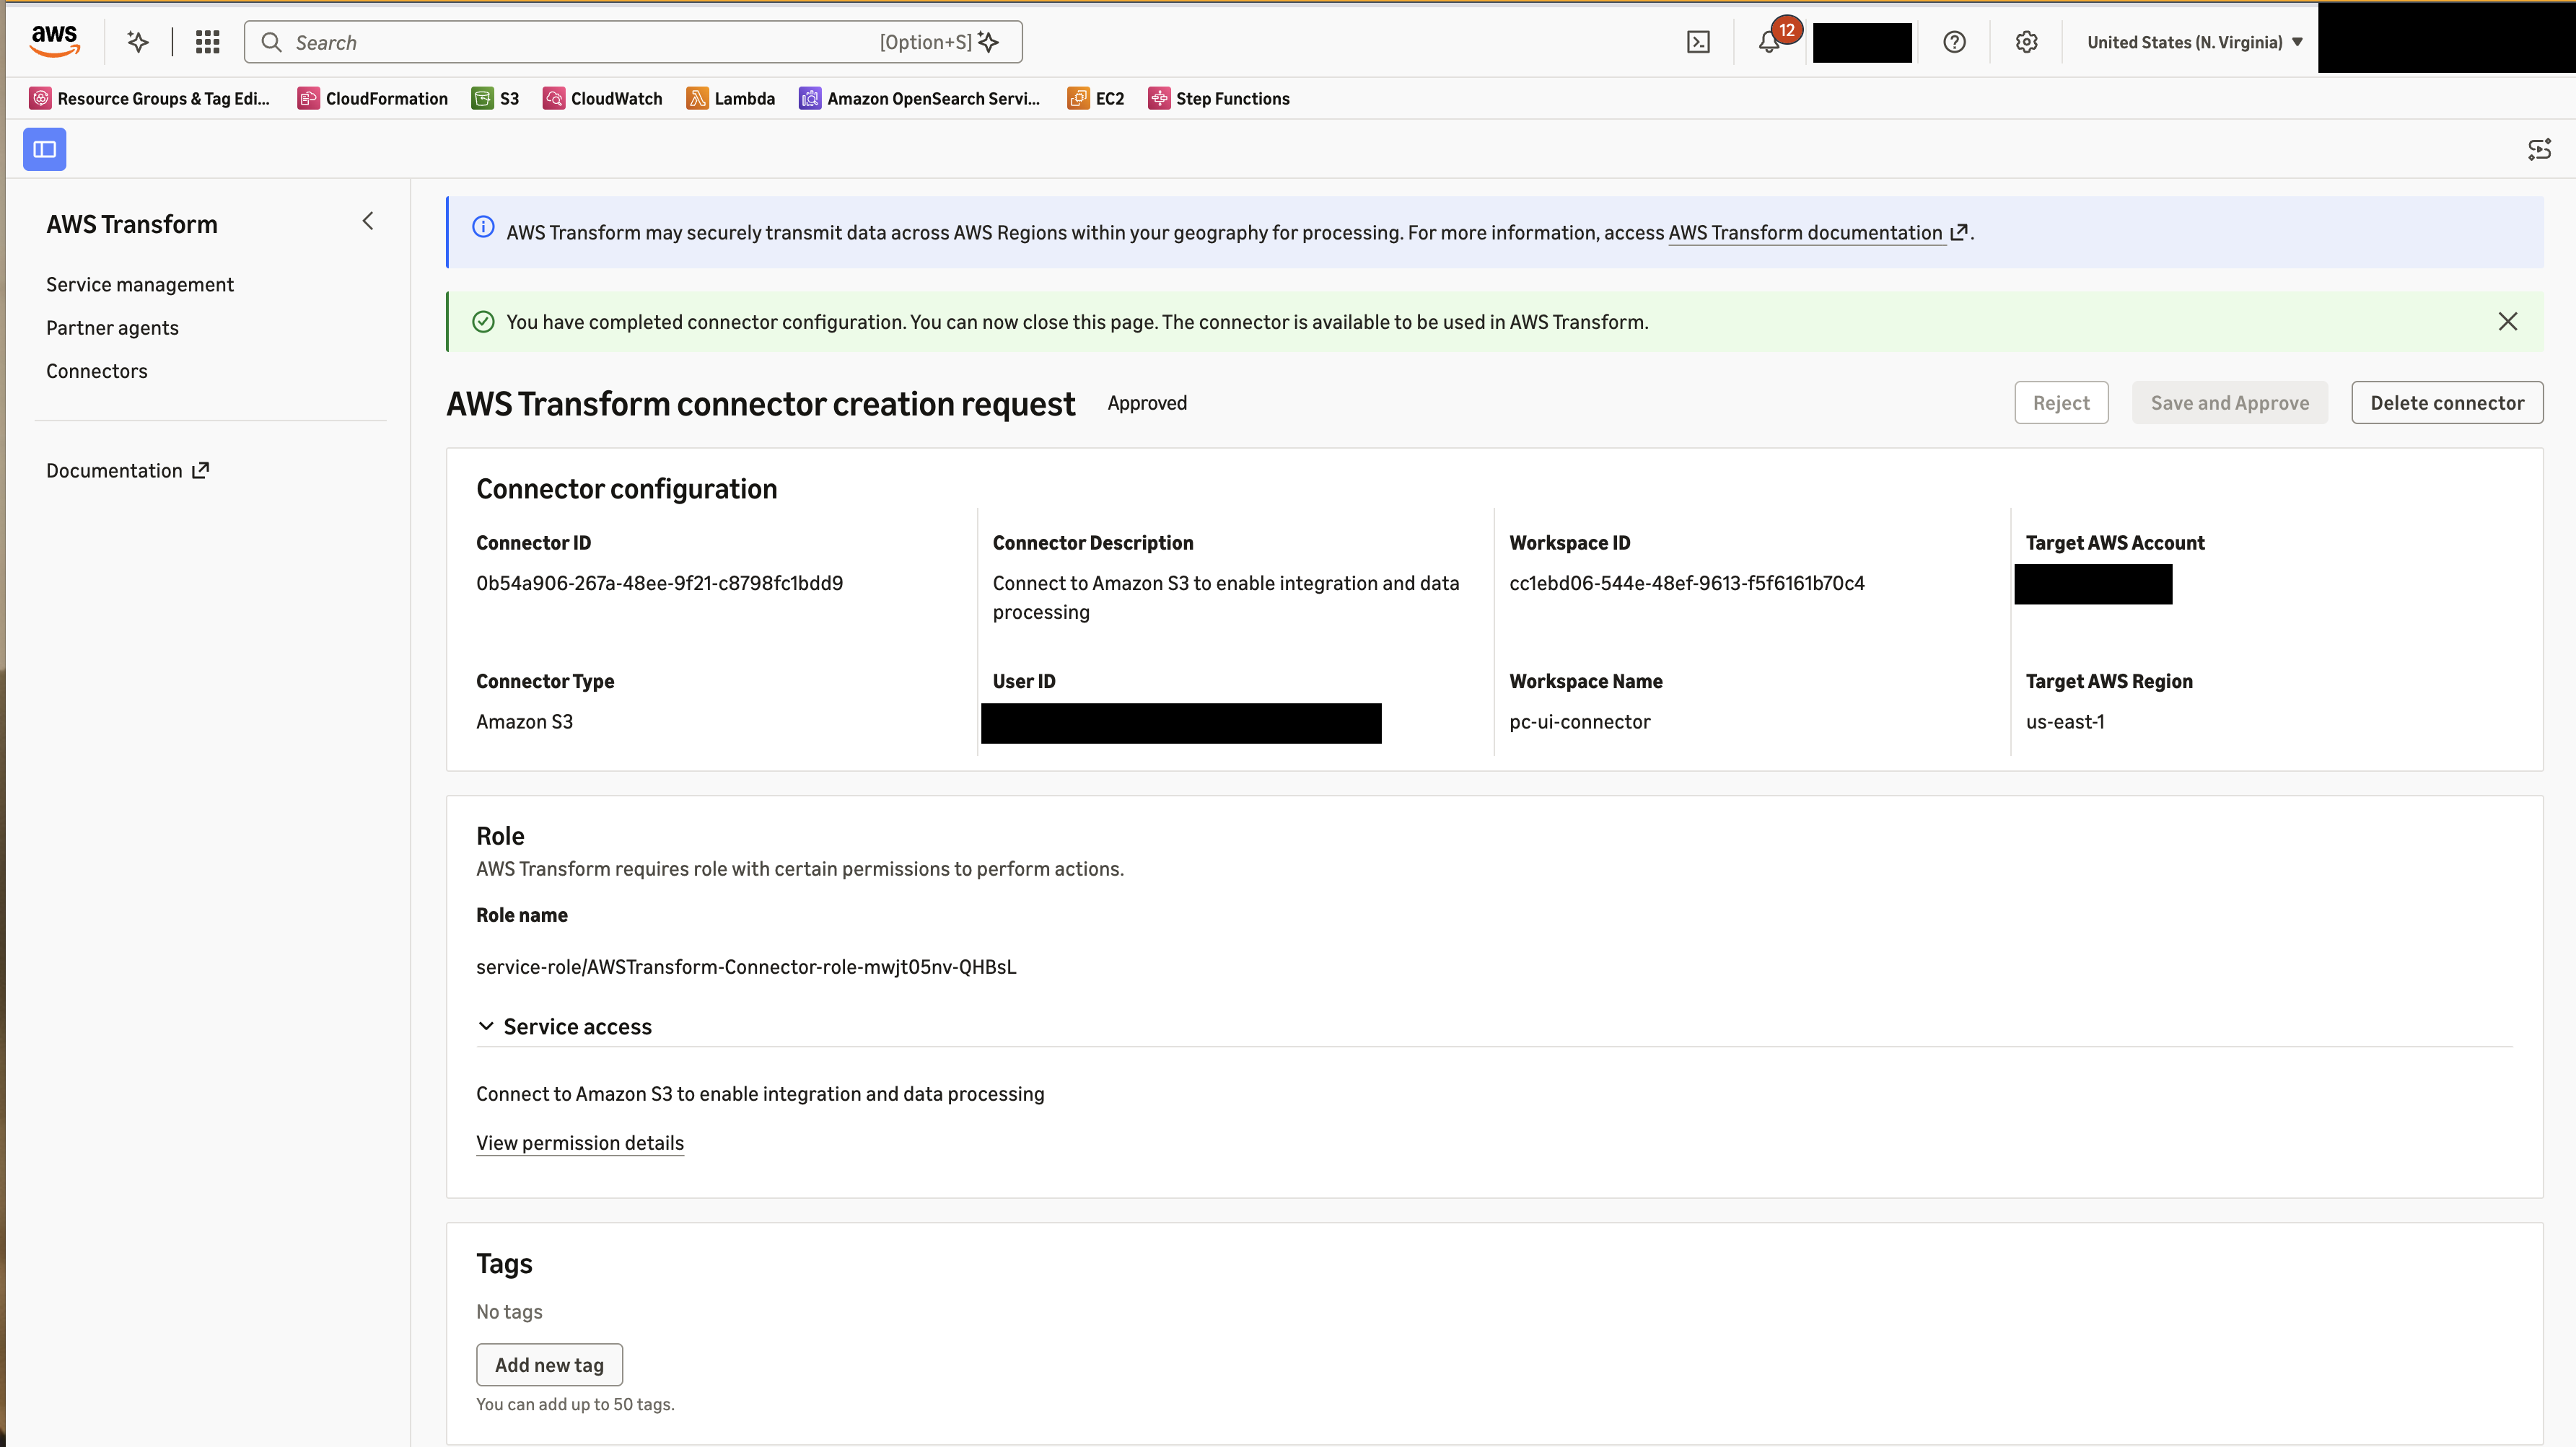 aws
Search [Option+S]
12
United States (N. Virginia)
Resource Groups & Tag Edi... CloudFormation S3 CloudWatch Lambda Amazon OpenSearch Servi... EC2 Step Functions
AWS Transform
Service management
Partner agents
Connectors
Documentation
AWS Transform may securely transmit data across AWS Regions within your geography for processing. For more information, access AWS Transform documentation .
You have completed connector configuration. You can now close this page. The connector is available to be used in AWS Transform.
AWS Transform connector creation request Approved
Reject Save and Approve Delete connector
Connector configuration
Connector ID
0b54a906-267a-48ee-9f21-c8798fc1bdd9
Connector Description
Connect to Amazon S3 to enable integration and data
processing
Workspace ID
cc1ebd06-544e-48ef-9613-f5f6161b70c4
Target AWS Account
Connector Type
Amazon S3
User ID
Workspace Name
pc-ui-connector
Target AWS Region
us-east-1
Role
AWS Transform requires role with certain permissions to perform actions.
Role name
service-role/AWSTransform-Connector-role-mwjt05nv-QHBsL
Service access
Connect to Amazon S3 to enable integration and data processing
View permission details
Tags
No tags
Add new tag
You can add up to 50 tags.